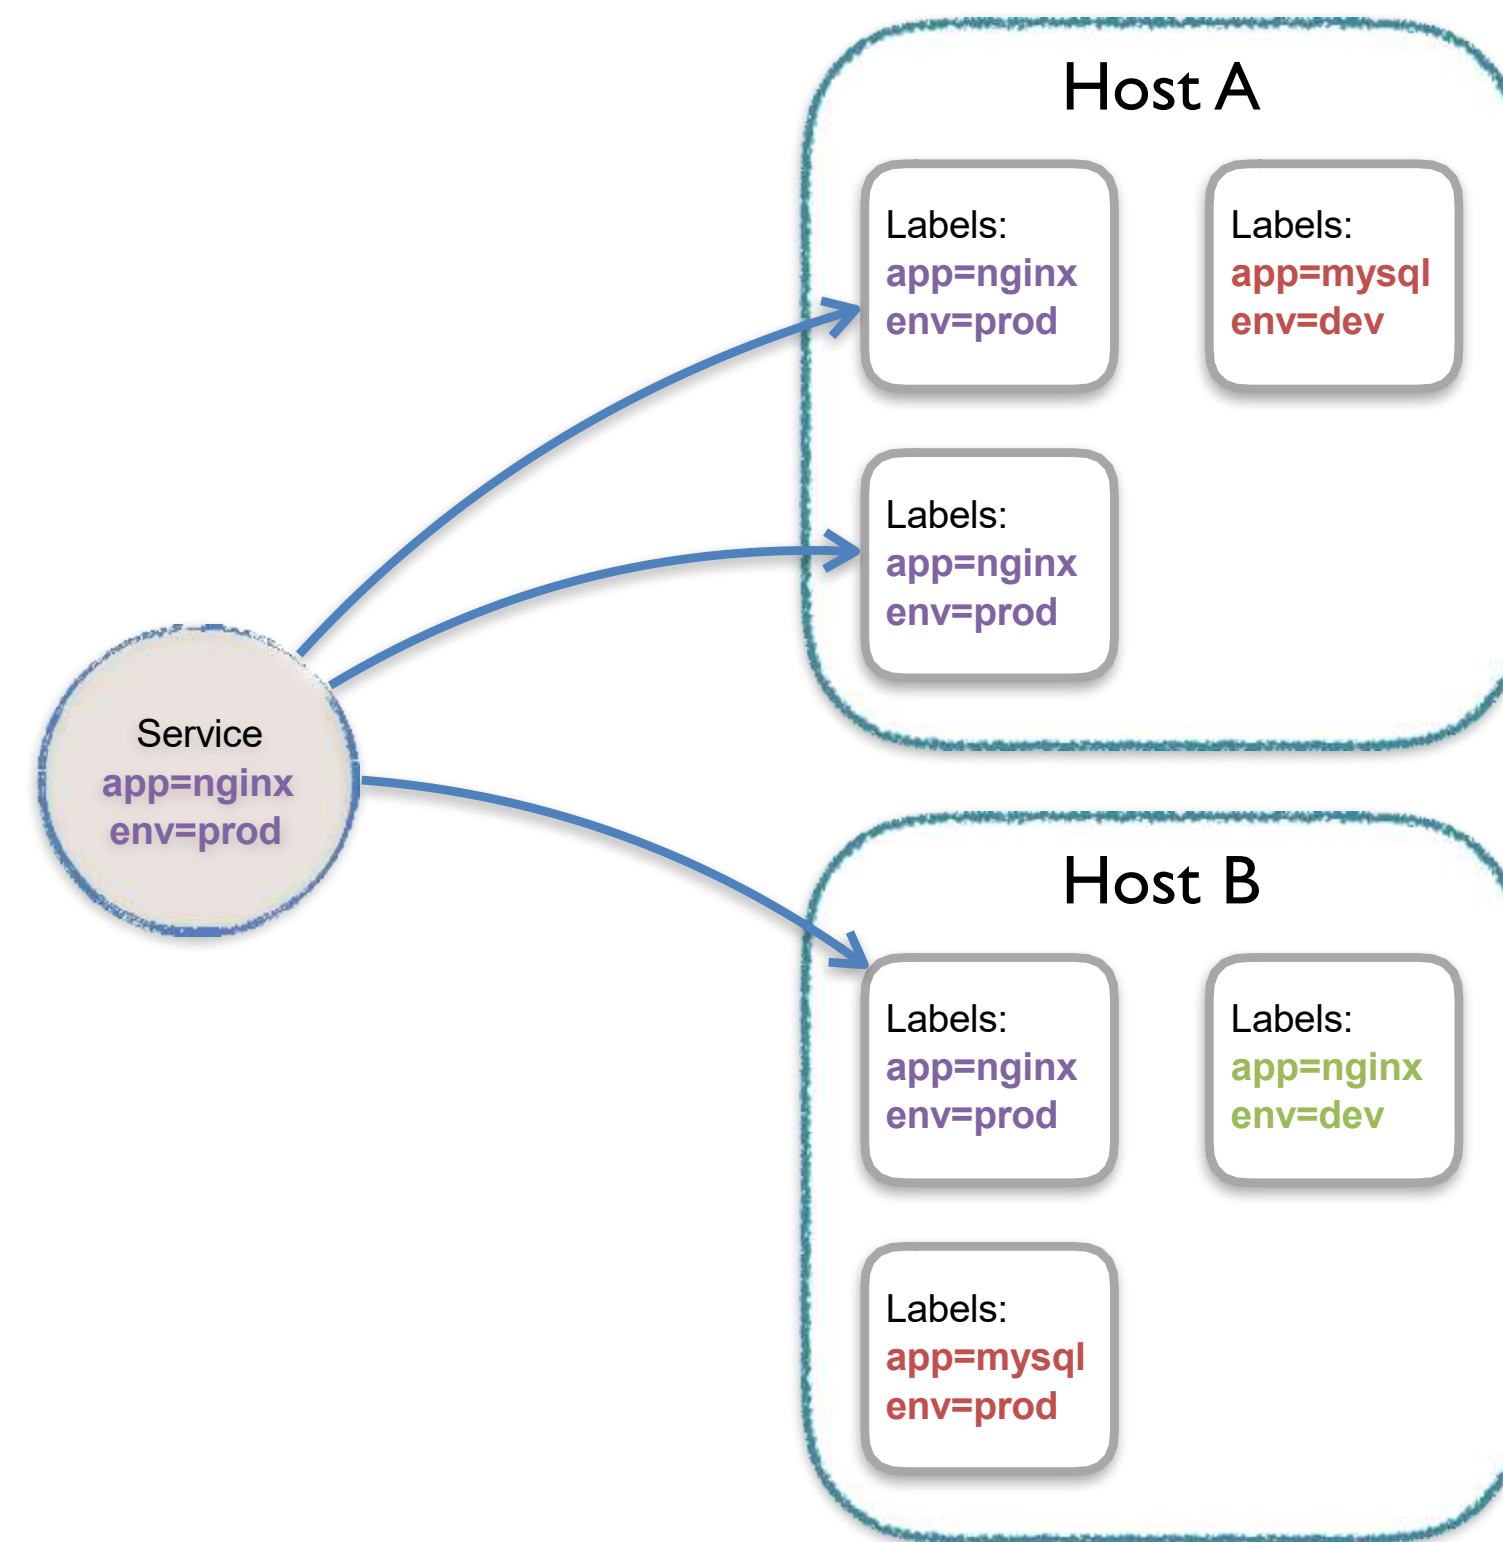 Host A
Labels:
app=nginx
env=prod
Labels:
app=mysql
env=dev
Labels:
app=nginx
env=prod
Service
app=nginx
env=prod
Host B
Labels:
app=nginx
env=prod
Labels:
app=nginx
env=dev
Labels:
app=mysql
env=prod